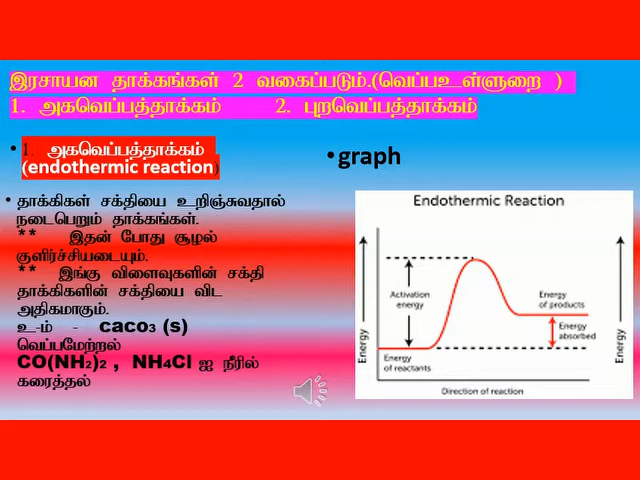 இரசாயன தாக்கங்கள் 2 வகைப்படும்.(வெப்பஉள்ளுறை )
1. அகவெப்பத்தாக்கம் 2. புறவெப்பத்தாக்கம்
• 1. அகவெப்பத்தாக்கம்
(endothermic reaction)
• தாக்கிகள் சக்தியை உறிஞ்சுவதால்
நடைபெறும் தாக்கங்கள்.
** இதன் போது சூழல்
குளிர்ச்சியடையும்.
** இங்கு விளைவுகளின் சக்தி
தாக்கிகளின் சக்தியை விட
அதிகமாகும்.
உ-ம் - caco₃ (s)
வெப்பமேற்றல்
CO(NH₂)₂ , NH₄Cl ஐ நீரில்
கரைத்தல்
• graph
Endothermic Reaction
Energy
Activation
energy
Energy
of reactants
Energy
of products
Energy
absorbed
Energy
Direction of reaction